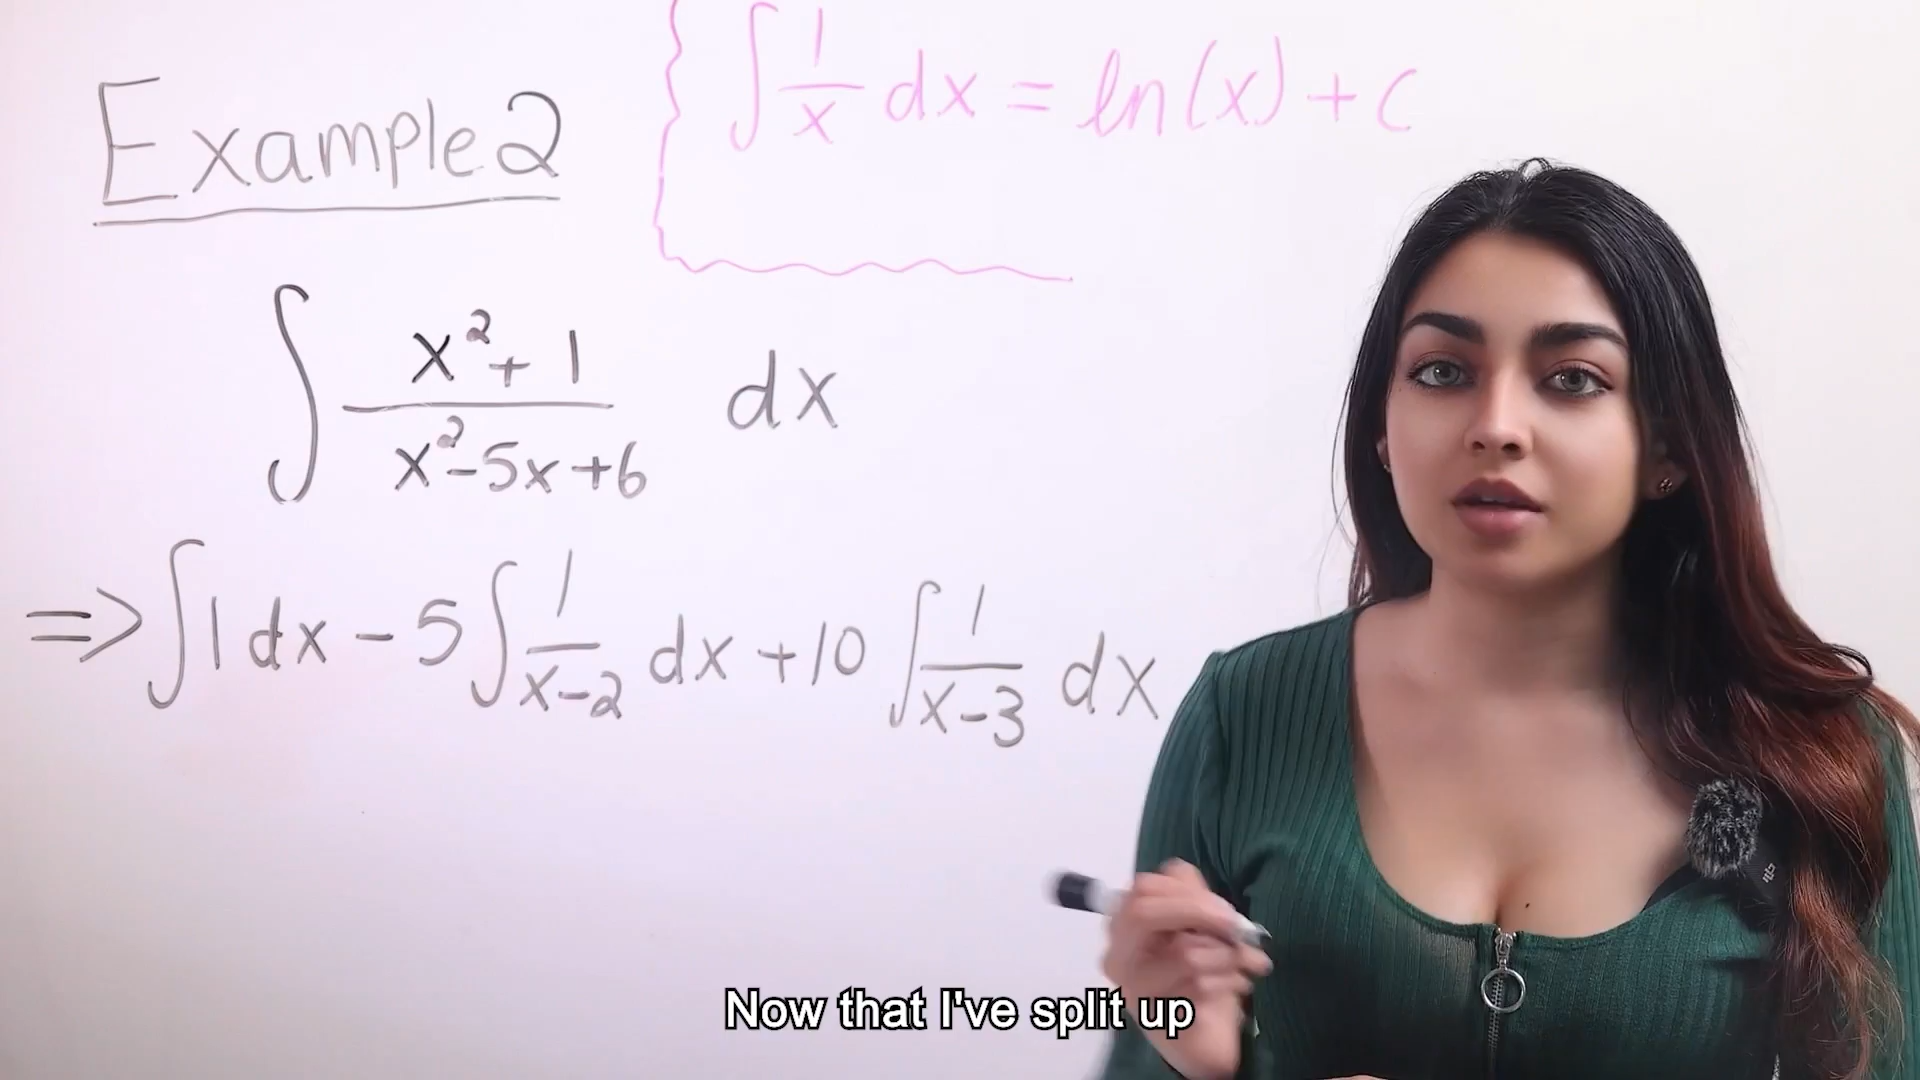 Example 2
∫ 1/x dx = ln(x) + c
∫ x² + 1 / x² - 5x + 6 dx
=> ∫ 1 dx - 5 ∫ 1/x-2 dx + 10 ∫ 1/x-3 dx
Now that I've split up